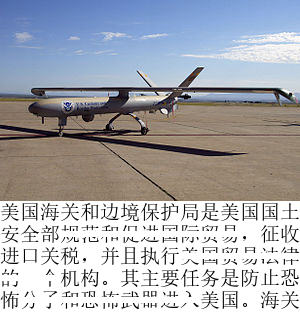 U.S. Customs and
Border Protection
美国海关和边境保护局是美国国土
安全部规范和促进国际贸易，征收
进口关税，并且执行美国贸易法律
的 个机构。其主要任务是防止恐
怖分子和恐怖武器进入美国。海关